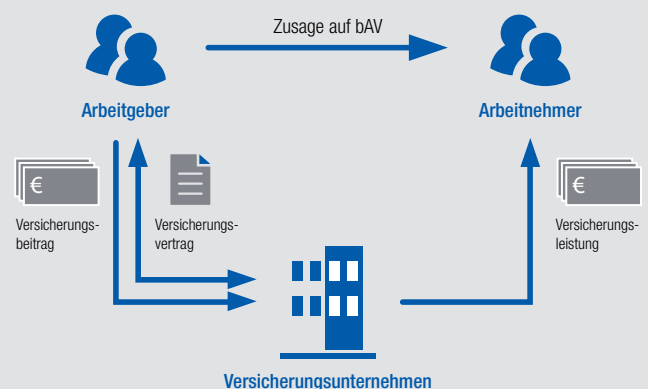 Zusage auf bAV
Arbeitgeber
Arbeitnehmer
€
Versicherungs-
beitrag
Versicherungs-
vertrag
€
Versicherungs-
leistung
Versicherungsunternehmen